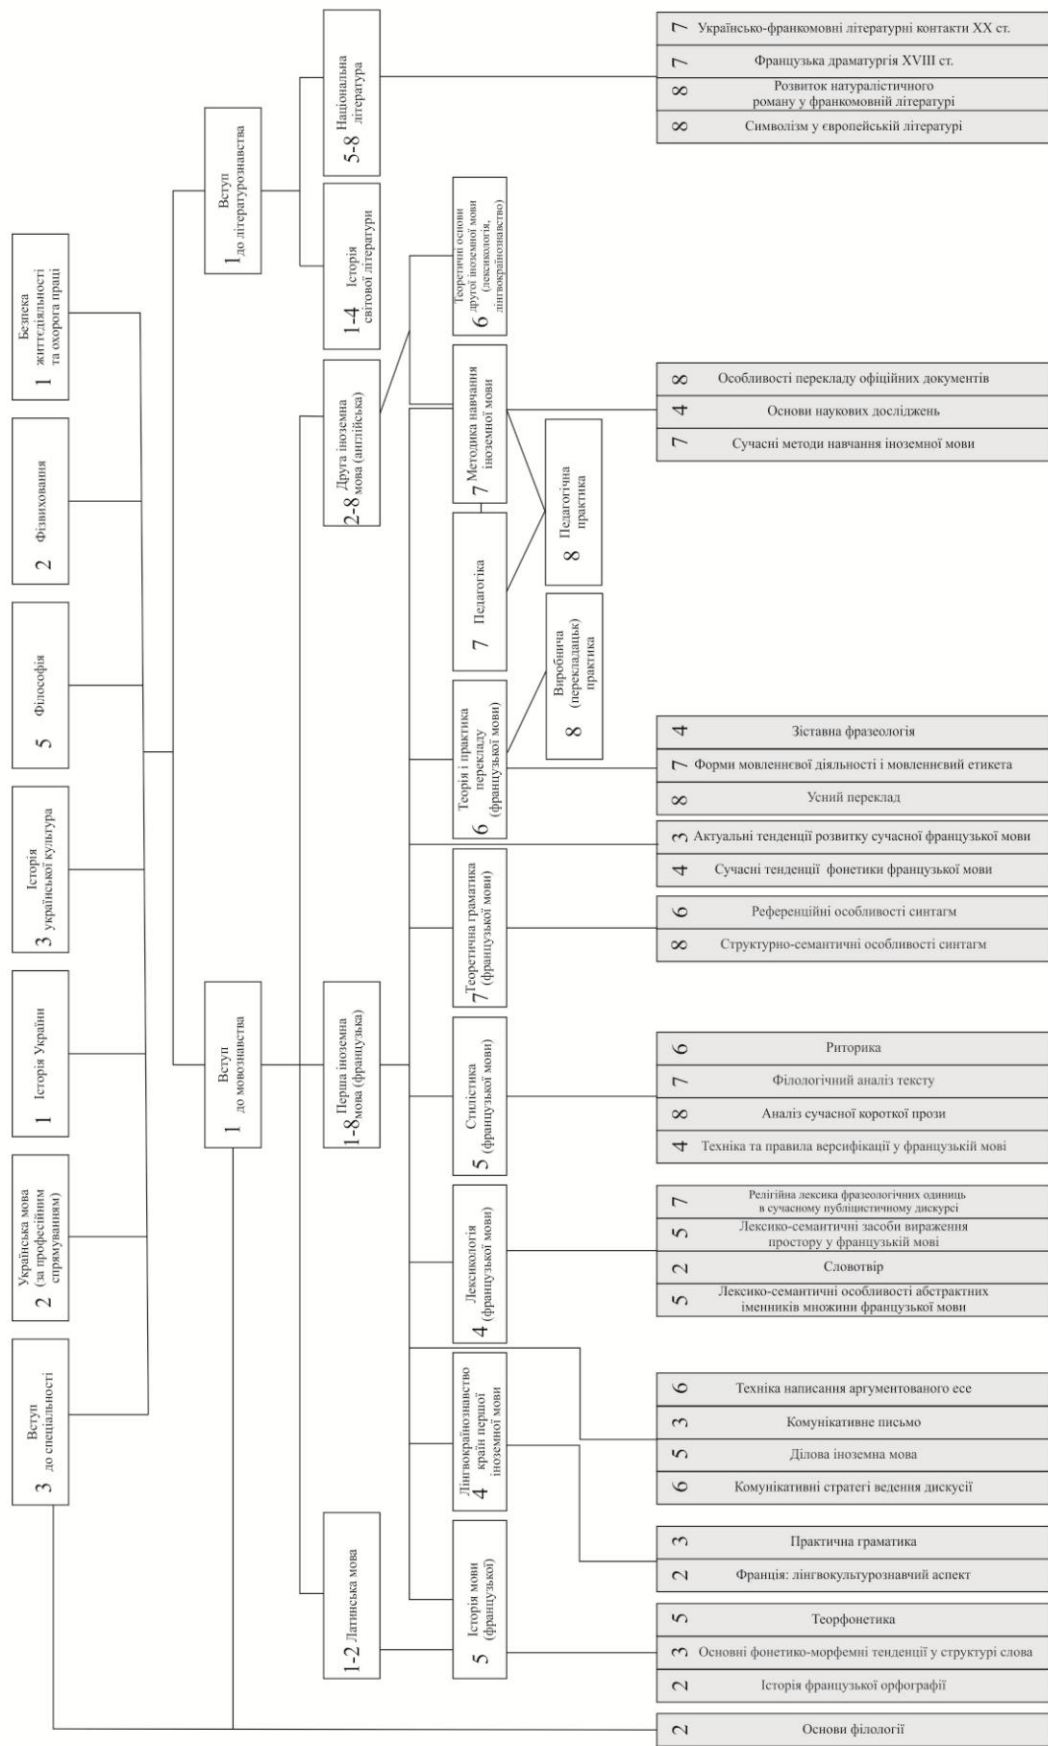 3 Вступ
до спеціальності
2 Українська мова
(за професійним
спрямуванням)
1 Історія України
3 Історія
української культура
5 Філософія
2 Фізвиховання
1 Безпека
життєдіяльності
та охорога праці
1 Вступ
до мовознавства
1 Вступ
до літературознавства
1-2 Латинська мова
1-8 Перша іноземна
мова (французька)
2-8 Друга іноземна
мова (англійська)
1-4 Історія
світової літератури
5-8 Національна
література
5 Історія мови
(французької)
4 Лінгвокраїнознавство
країн першої
іноземної мови
4 Лексикологія
(французької мови)
5 Стилістика
(французької мови)
7 Теоретична граматика
(французької мови)
6 Теорія і практика
перекладу
(французької мови)
7 Педагогіка
7 Методика навчання
іноземної мови
6 Теоретичні основи
другої іноземної мови
(лексикологія,
лінгвокраїнознавство)
8 Виробнича
(перекладацьк)
практика
8 Педагогічна
практика
2 Основи філології
2 Історія французької орфографії
3 Основні фонетико-морфемні тенденції у структурі слова
5 Теорфонетика
2 Франція: лінгвокультурознавчий аспект
3 Практична граматика
6 Комунікативні стратегі ведення дискусії
5 Ділова іноземна мова
3 Комунікативне письмо
6 Техніка написання аргументованого есе
5 Лексико-семантичні особливості абстрактних
іменників множини французької мови
2 Словотвір
5 Лексико-семантичні засоби вираження
простору у французькій мові
7 Релігійна лексика фразеологічних одиниць
в сучасному публіцистичному дискурсі
4 Техніка та правила версифікації у французькій мові
8 Аналіз сучасної короткої прози
7 Філологічний аналіз тексту
6 Риторика
8 Структурно-семантичні особливості синтагм
6 Референційні особливості синтагм
4 Сучасні тенденції фонетики французької мови
3 Актуальні тенденції розвитку сучасної французької мови
8 Усний переклад
7 Форми мовленнєвої діяльності і мовленнєвий етикета
4 Зіставна фразеологія
7 Сучасні методи навчання іноземної мови
4 Основи наукових досліджень
8 Особливості перекладу офіційних документів
8 Символізм у європейській літературі
8 Розвиток натуралістичного
роману у франкомовній літературі
7 Французька драматургія XVIII ст.
7 Українсько-франкомовні літературні контакти XX ст.